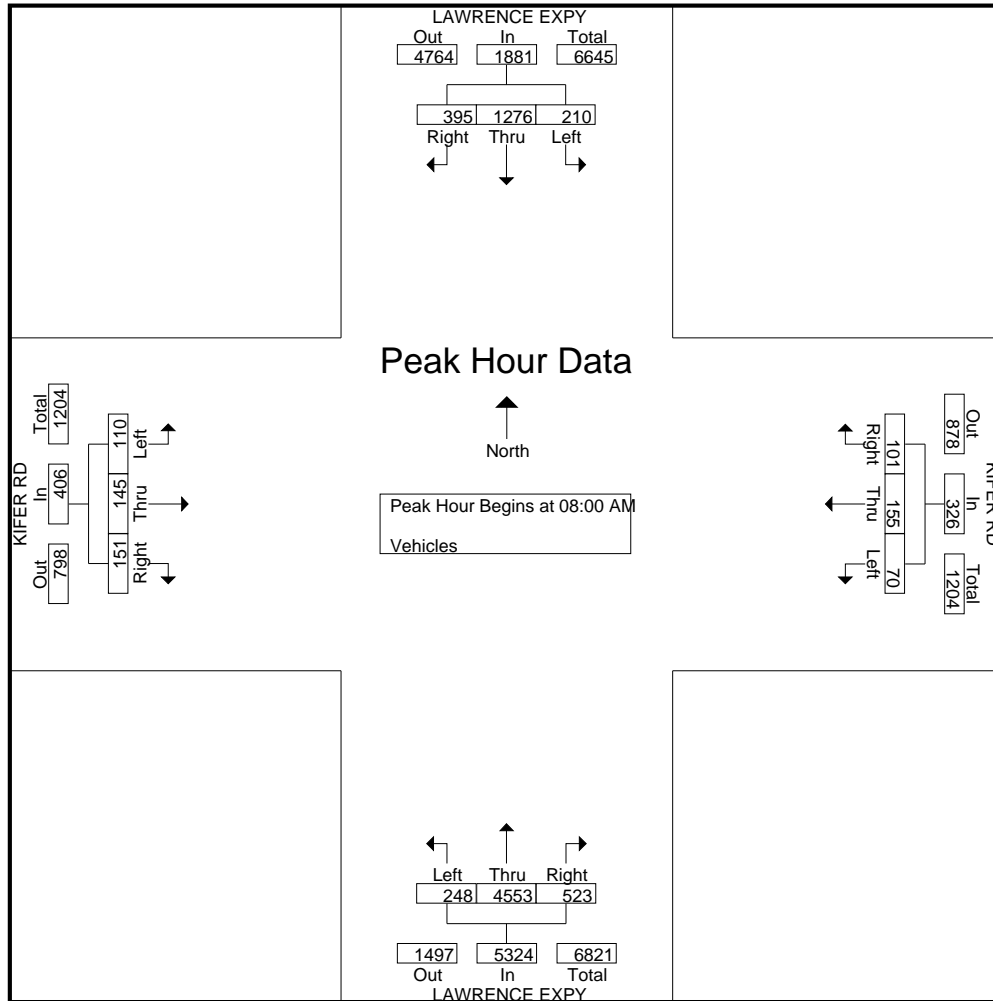 LAWRENCE EXPY
Out In Total
4764 1881 6645
395 1276 210
Right Thru Left
Peak Hour Data
North
Peak Hour Begins at 08:00 AM
Vehicles
KIFER RD
Out In Total
798 406 1204
Right Thru Left
151 145 110
KIFER RD
Out In Total
878 326 1204
Right Thru Left
101 155 70
Left Thru Right
248 4553 523
1497 5324 6821
Out In Total
LAWRENCE EXPY